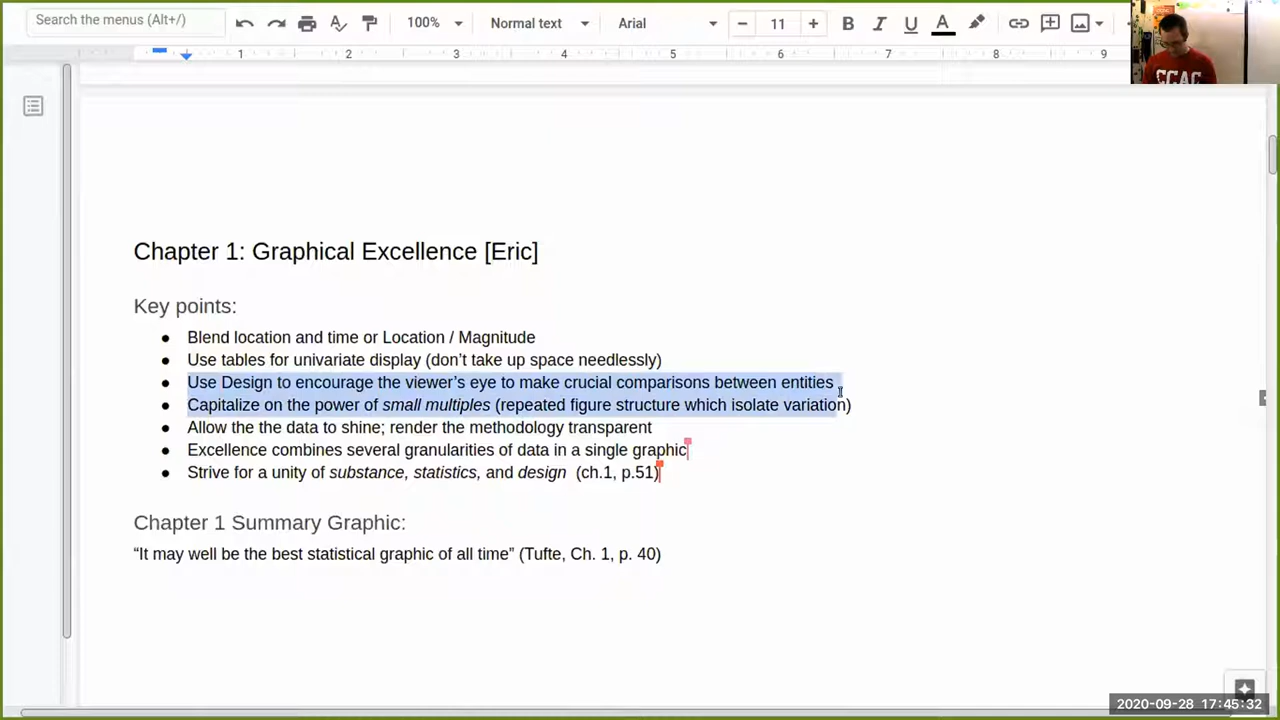 Search the menus (Alt+/)
100%
Normal text
Arial
11
B I U A
1 2 3 4 5 6 7 8 9
CCAC
Chapter 1: Graphical Excellence [Eric]
Key points:
● Blend location and time or Location / Magnitude
● Use tables for univariate display (don’t take up space needlessly)
● Use Design to encourage the viewer’s eye to make crucial comparisons between entities
● Capitalize on the power of small multiples (repeated figure structure which isolate variation)
● Allow the the data to shine; render the methodology transparent
● Excellence combines several granularities of data in a single graphic
● Strive for a unity of substance, statistics, and design (ch.1, p.51)
Chapter 1 Summary Graphic:
“It may well be the best statistical graphic of all time” (Tufte, Ch. 1, p. 40)
2020-09-28 17:45:32